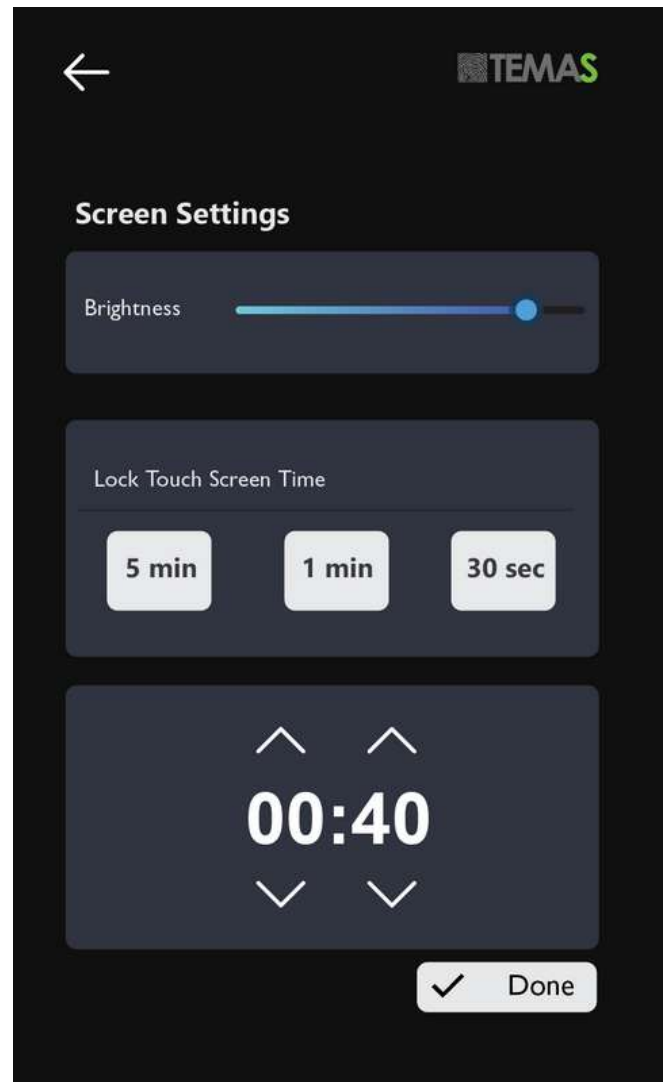 TEMAS
Screen Settings
Brightness
Lock Touch Screen Time
5 min 1 min 30 sec
00:40
Done